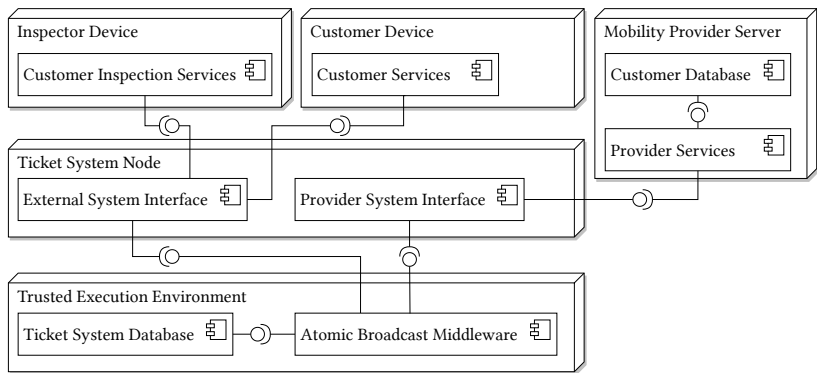 Inspector Device
Customer Inspection Services
Customer Device
Customer Services
Mobility Provider Server
Customer Database
Provider Services
Ticket System Node
External System Interface
Provider System Interface
Trusted Execution Environment
Ticket System Database
Atomic Broadcast Middleware